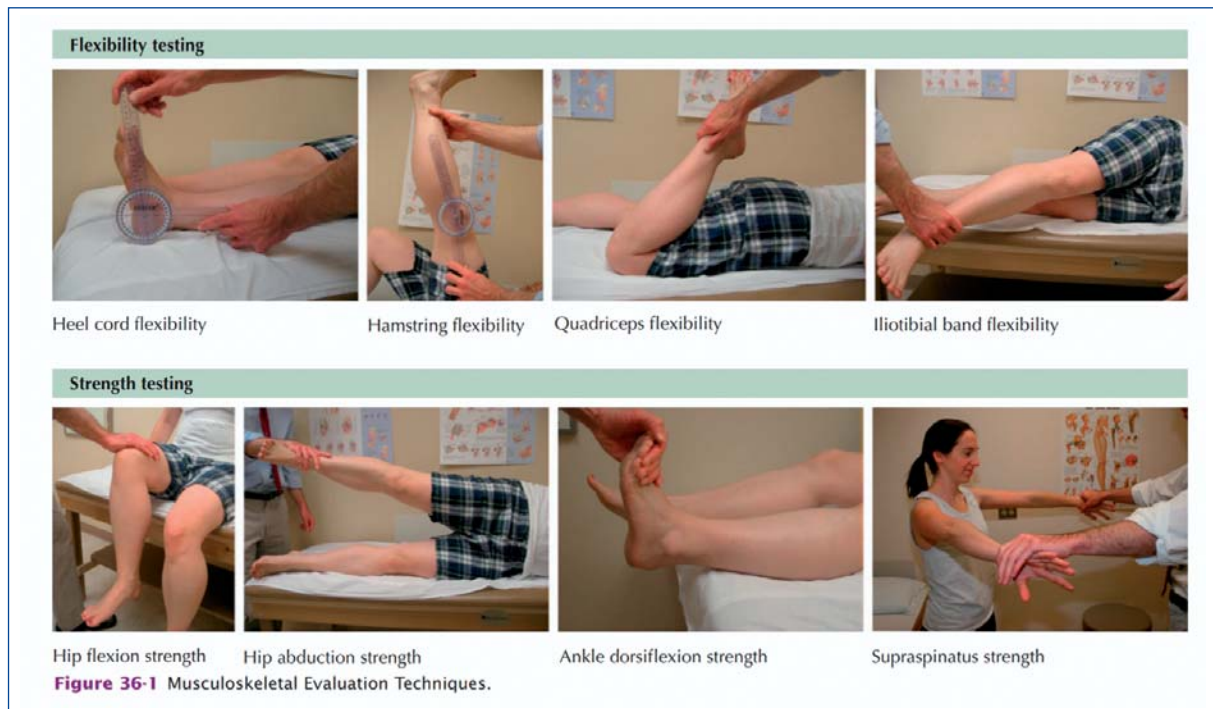 Flexibility testing
Heel cord flexibility
Hamstring flexibility
Quadriceps flexibility
Iliotibial band flexibility
Strength testing
Hip flexion strength
Hip abduction strength
Ankle dorsiflexion strength
Supraspinatus strength
Figure 36-1 Musculoskeletal Evaluation Techniques.